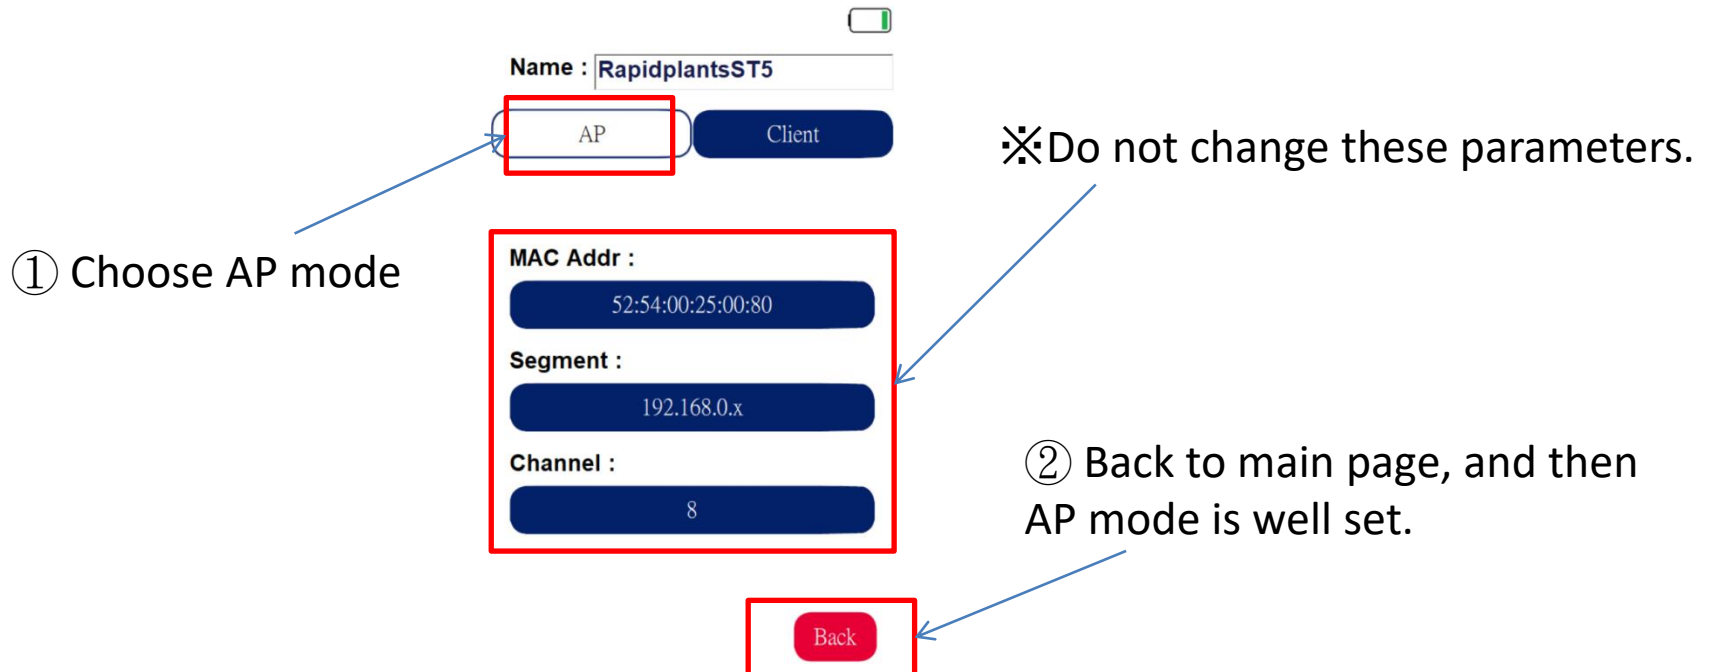 Name : RapidplantsST5
AP
Client
※Do not change these parameters.
① Choose AP mode
MAC Addr :
52:54:00:25:00:80
Segment :
192.168.0.x
Channel :
8
② Back to main page, and then
AP mode is well set.
Back